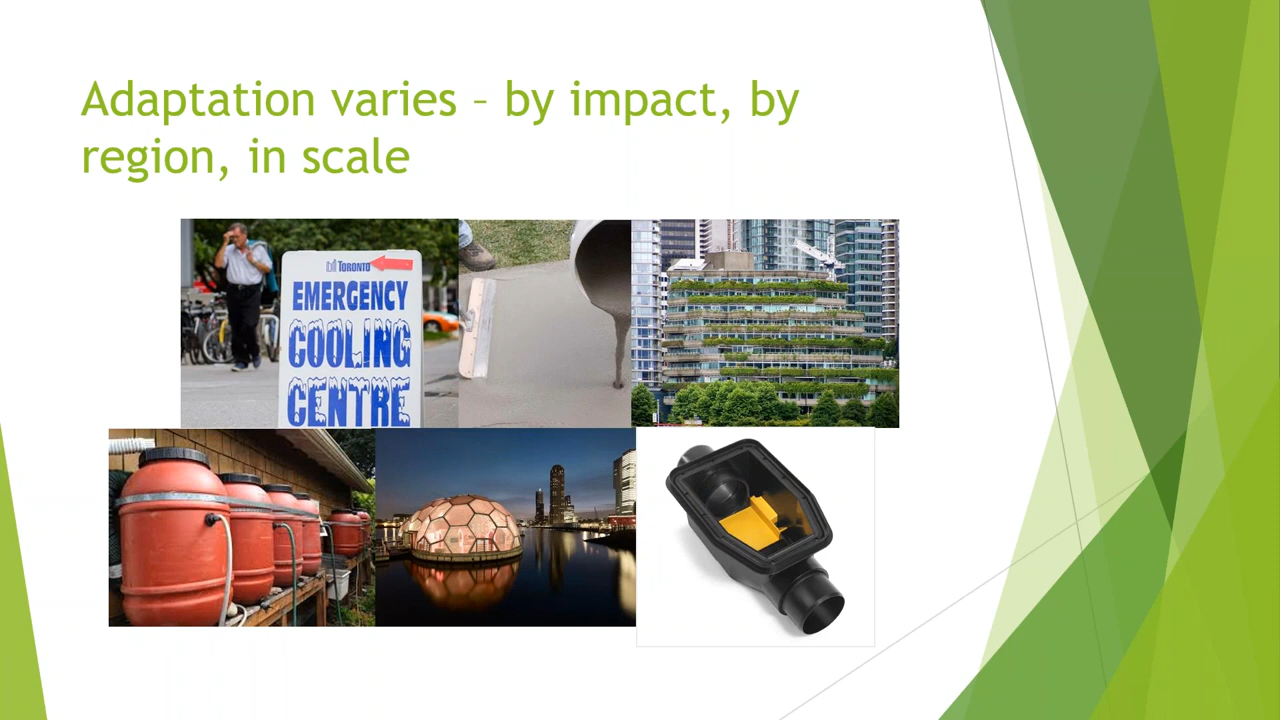 Adaptation varies – by impact, by
region, in scale
TORONTO
EMERGENCY
COOLING
CENTRE